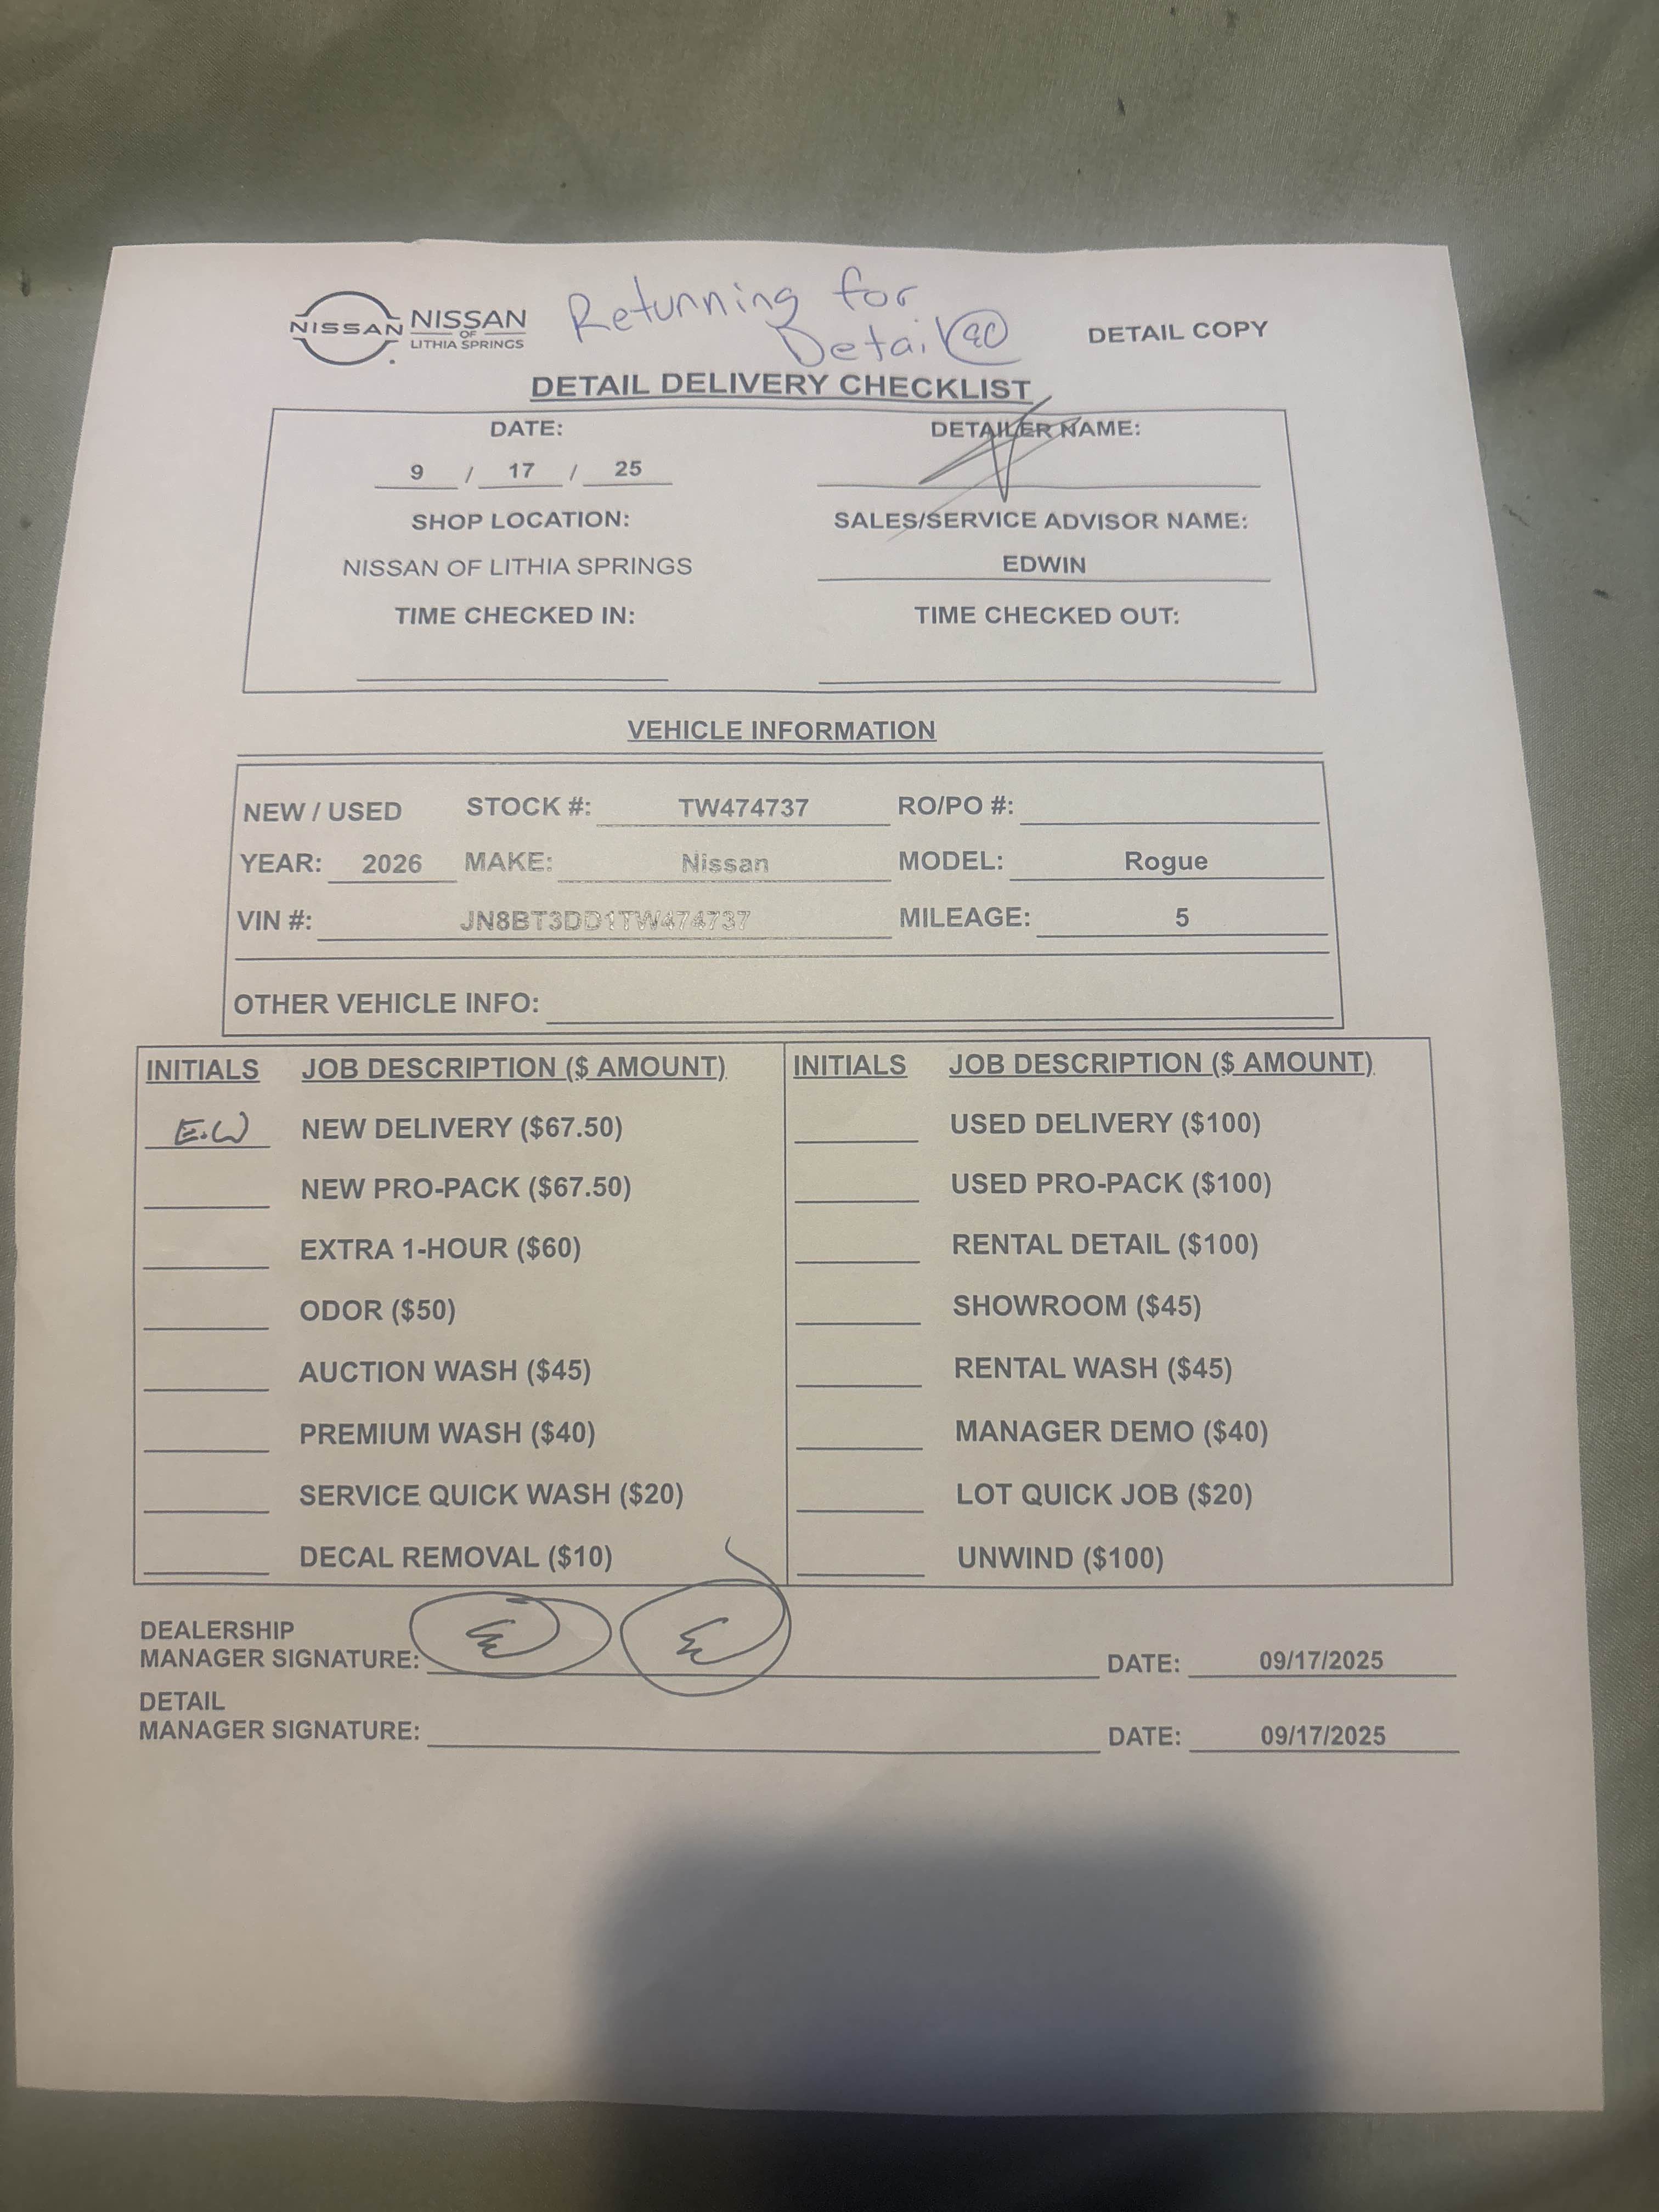 Returnning for
Detail
NISSAN NISSAN
OF
LITHIA SPRINGS
DETAIL COPY
DETAIL DELIVERY CHECKLIST
DATE: DETAILER NAME:
9 / 17 / 25
SHOP LOCATION: SALES/SERVICE ADVISOR NAME:
NISSAN OF LITHIA SPRINGS EDWIN
TIME CHECKED IN: TIME CHECKED OUT:
VEHICLE INFORMATION
NEW / USED STOCK #: TW474737 RO/PO #:
YEAR: 2026 MAKE: Nissan MODEL: Rogue
VIN #: JN8BT3DD1TW474737 MILEAGE: 5
OTHER VEHICLE INFO:
INITIALS JOB DESCRIPTION ($ AMOUNT) INITIALS JOB DESCRIPTION ($ AMOUNT)
E.W NEW DELIVERY ($67.50) USED DELIVERY ($100)
NEW PRO-PACK ($67.50) USED PRO-PACK ($100)
EXTRA 1-HOUR ($60) RENTAL DETAIL ($100)
ODOR ($50) SHOWROOM ($45)
AUCTION WASH ($45) RENTAL WASH ($45)
PREMIUM WASH ($40) MANAGER DEMO ($40)
SERVICE QUICK WASH ($20) LOT QUICK JOB ($20)
DECAL REMOVAL ($10) UNWIND ($100)
DEALERSHIP
MANAGER SIGNATURE: DATE: 09/17/2025
DETAIL
MANAGER SIGNATURE: DATE: 09/17/2025